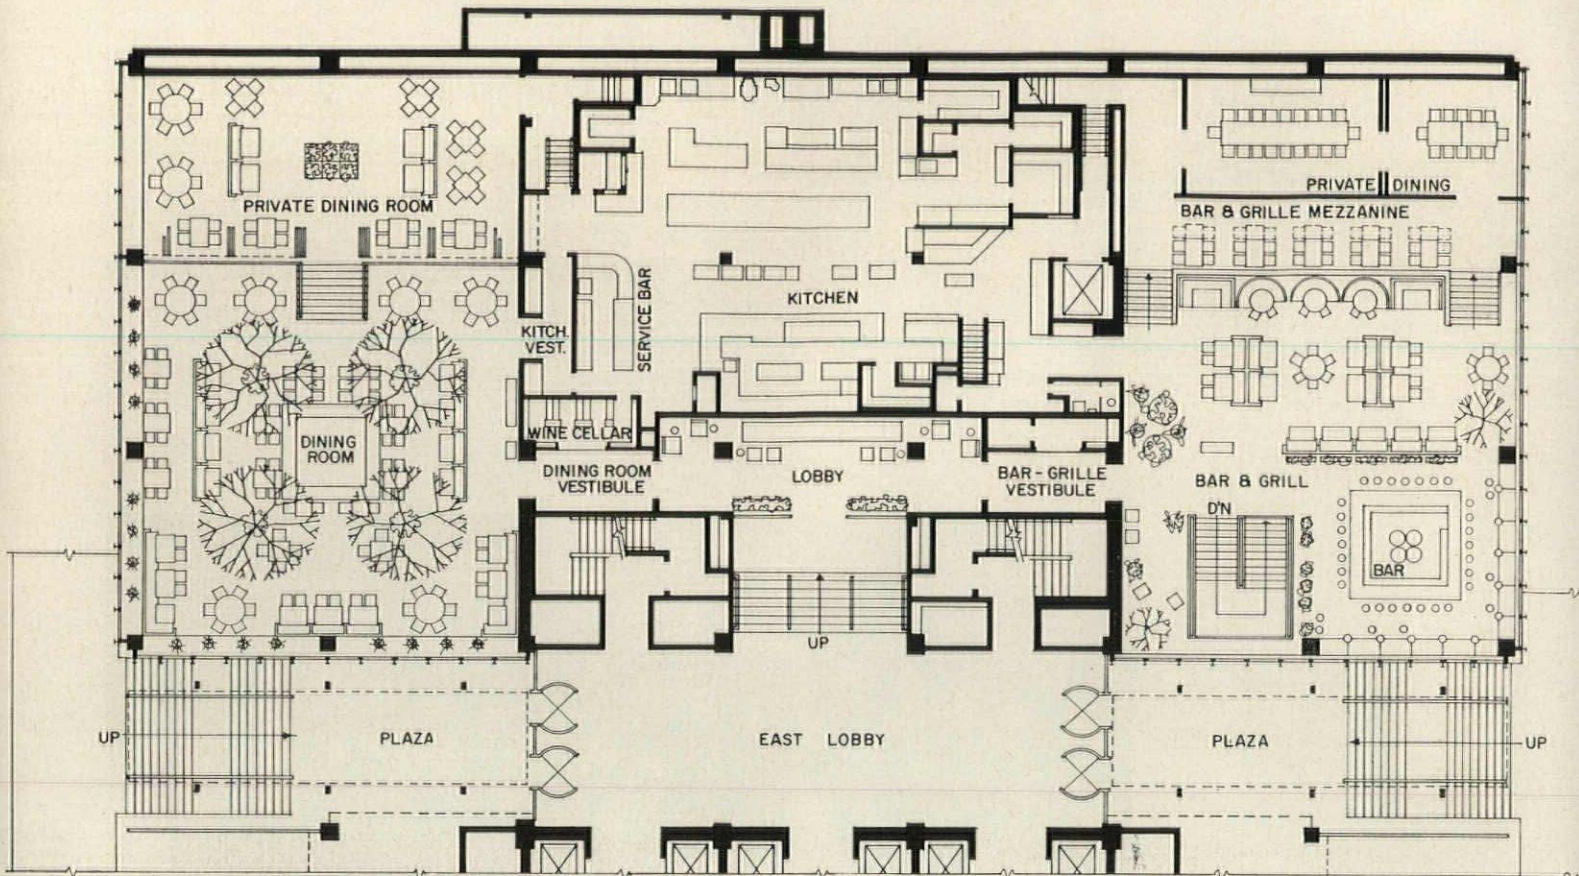 PRIVATE DINING
PRIVATE DINING ROOM
BAR & GRILLE MEZZANINE
SERVICE BAR
KITCHEN
KITCH.
VEST.
DINING
ROOM
WINE CELLAR
DINING ROOM
VESTIBULE
LOBBY
BAR-GRILLE
VESTIBULE
BAR & GRILL
D'N
BAR
UP
UP
PLAZA
EAST LOBBY
PLAZA
UP